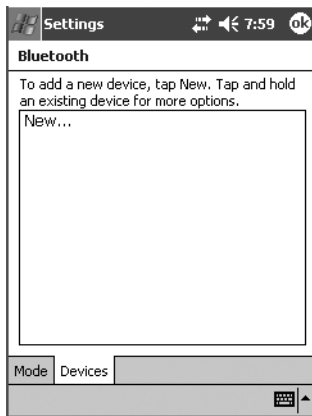 Settings 7:59 ok
Bluetooth
To add a new device, tap New. Tap and hold
an existing device for more options.
New...
Mode Devices